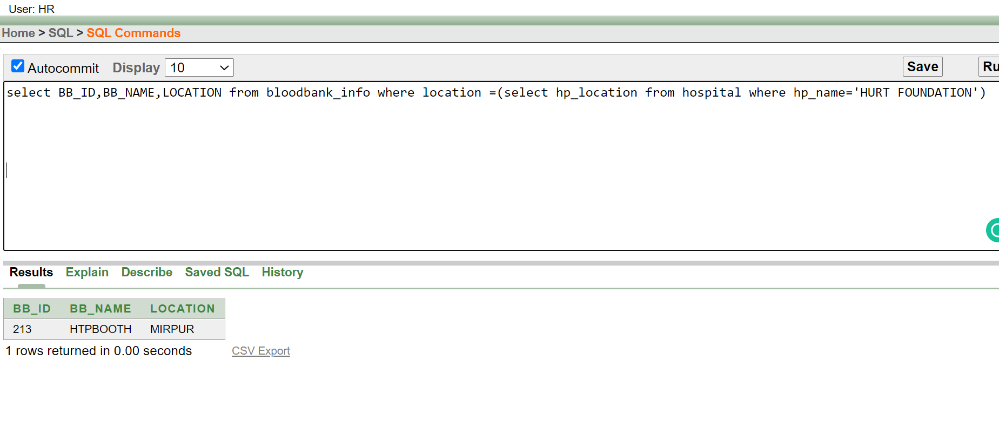 User: HR
Home > SQL > SQL Commands
Autocommit Display 10 Save Ru
select BB_ID,BB_NAME,LOCATION from bloodbank_info where location =(select hp_location from hospital where hp_name='HURT FOUNDATION')
Results Explain Describe Saved SQL History
BB_ID BB_NAME LOCATION
213 HTPBOOTH MIRPUR
1 rows returned in 0.00 seconds CSV Export